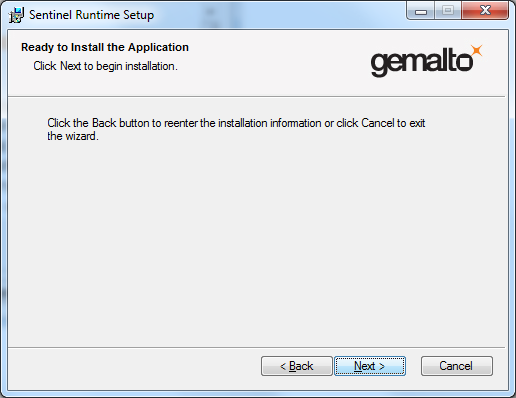 Sentinel Runtime Setup
Ready to Install the Application
Click Next to begin installation.
gemalto
Click the Back button to reenter the installation information or click Cancel to exit
the wizard.
< Back
Next >
Cancel